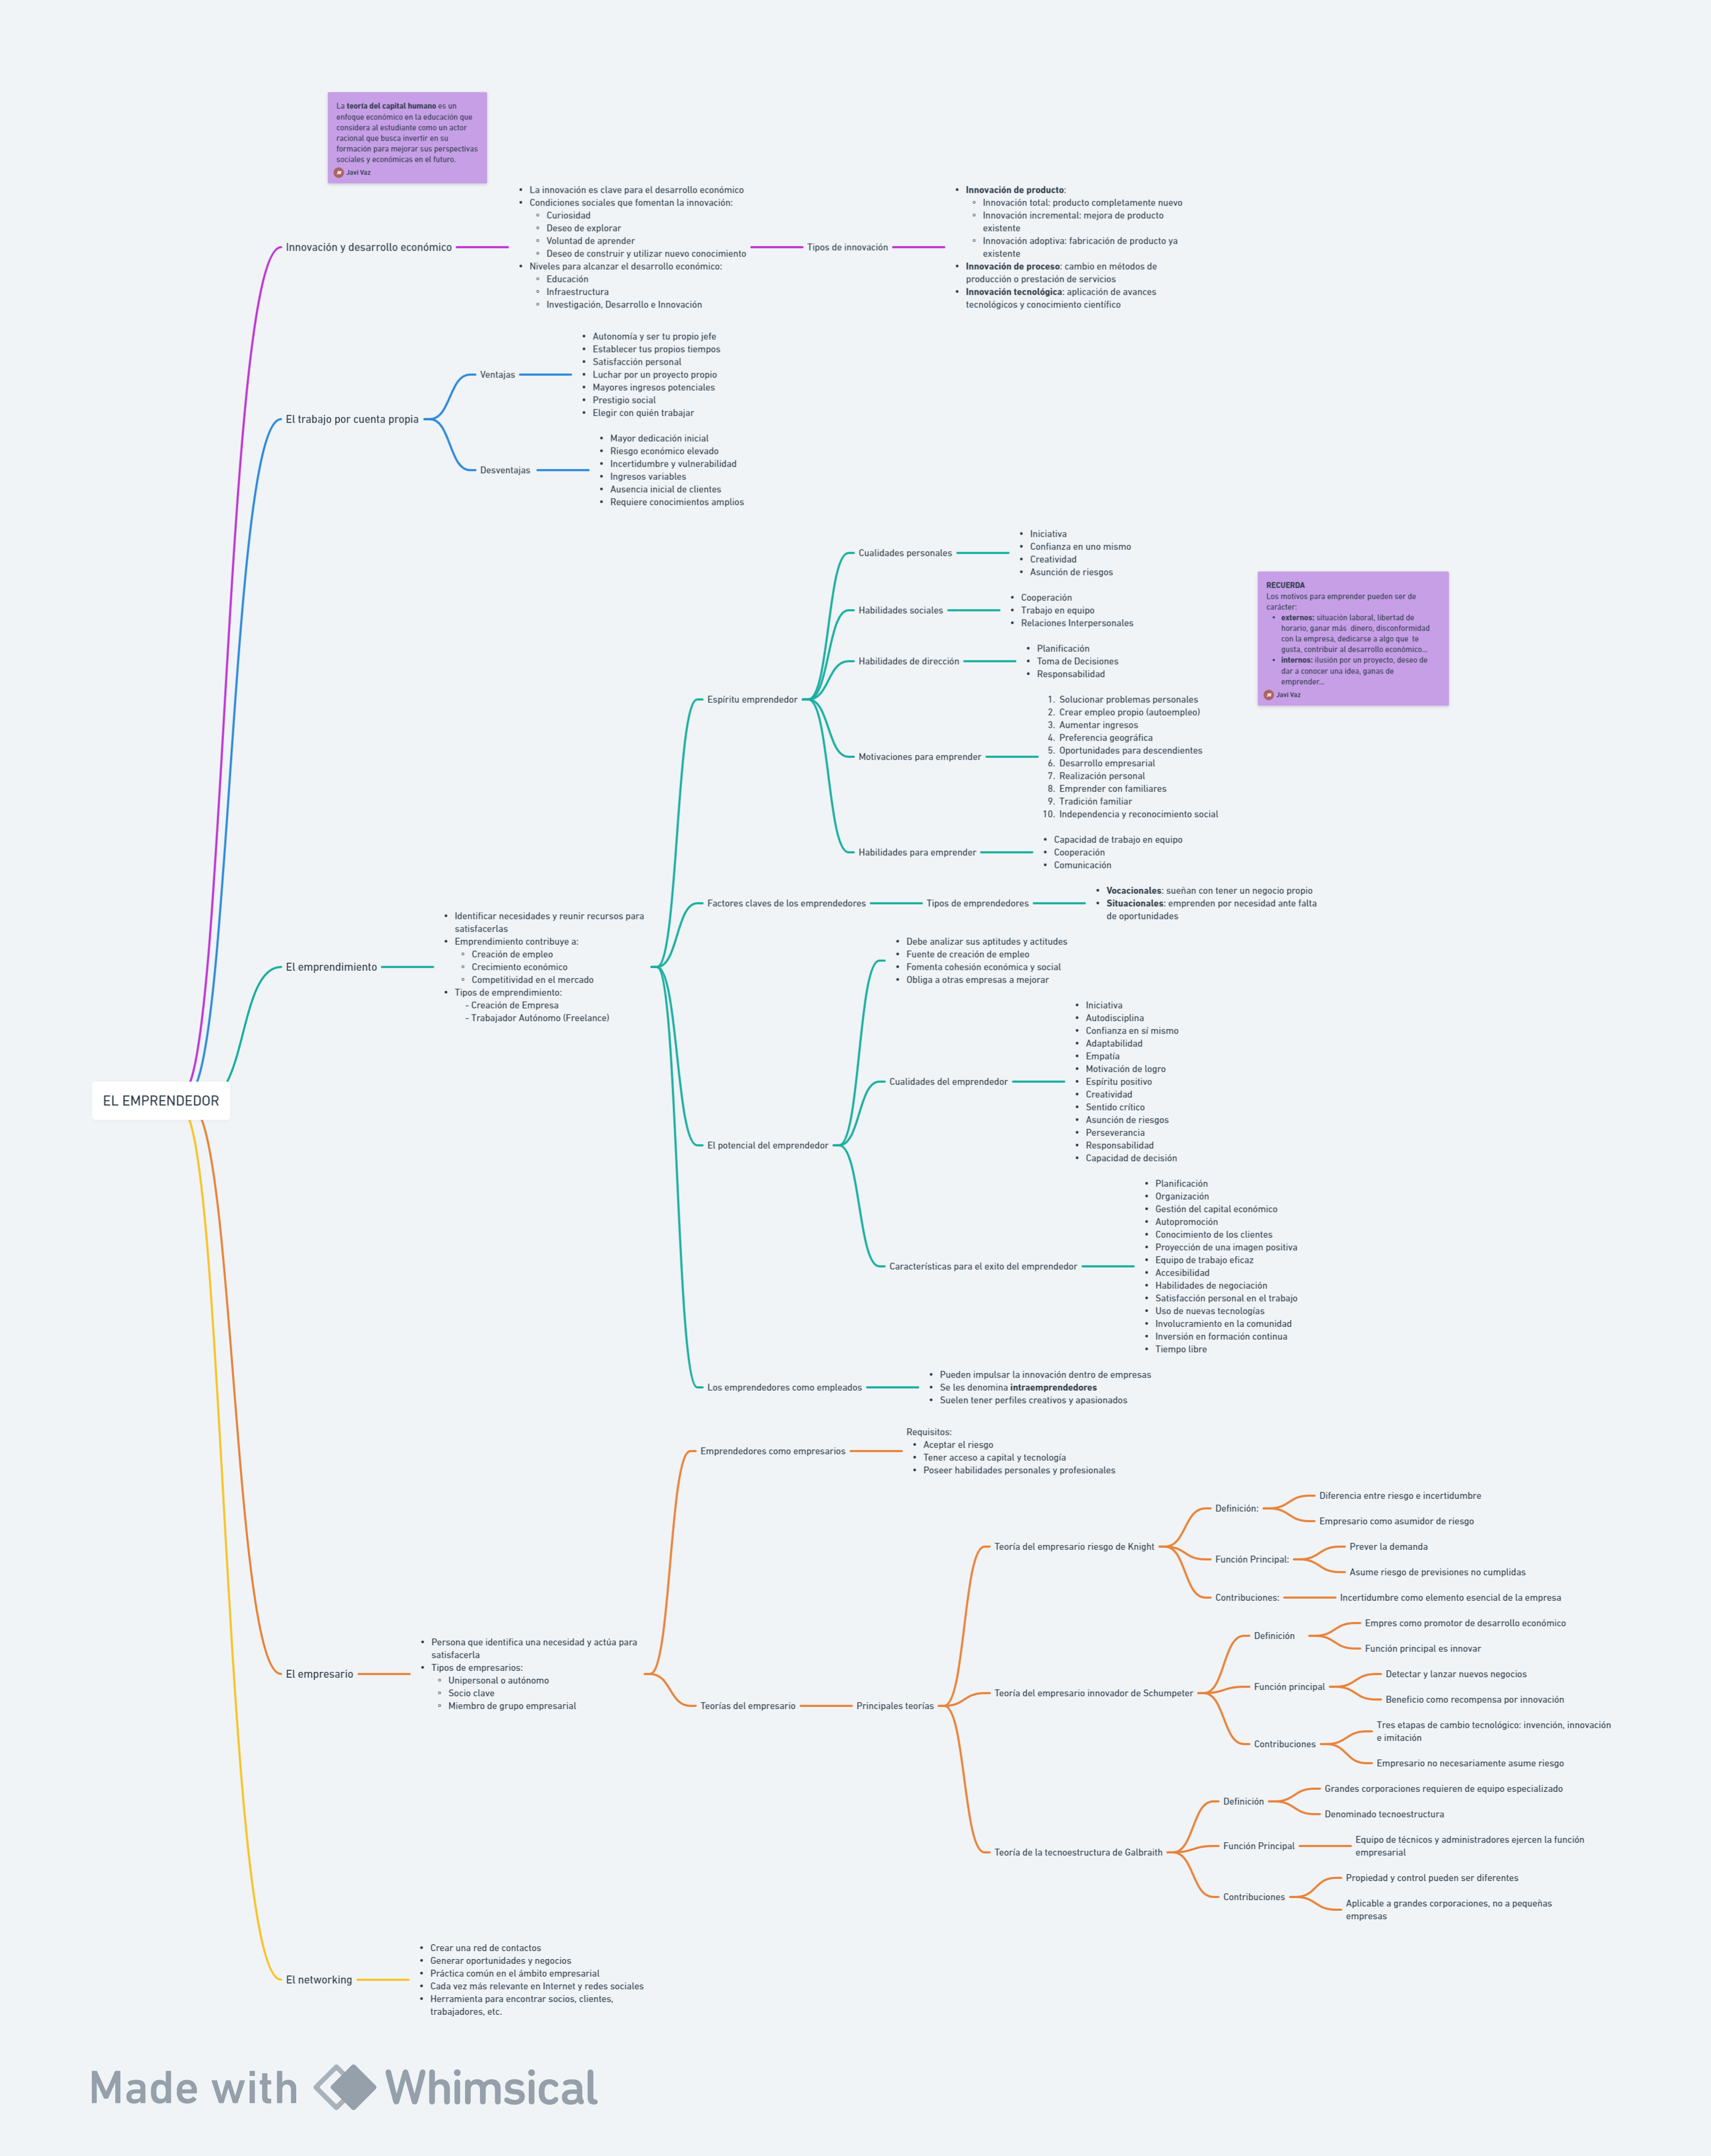 La teoría del capital humano es un
enfoque económico en la educación que
considera al estudiante como un actor
racional que busca invertir en su
formación para mejorar sus perspectivas
sociales y económicas en el futuro.
Javi Vaz
Innovación y desarrollo económico
• La innovación es clave para el desarrollo económico
• Condiciones sociales que fomentan la innovación:
◦ Curiosidad
◦ Deseo de explorar
◦ Voluntad de aprender
◦ Deseo de construir y utilizar nuevo conocimiento
• Niveles para alcanzar el desarrollo económico:
◦ Educación
◦ Infraestructura
◦ Investigación, Desarrollo e Innovación
Tipos de innovación
• Innovación de producto:
◦ Innovación total: producto completamente nuevo
◦ Innovación incremental: mejora de producto
existente
◦ Innovación adoptiva: fabricación de producto ya
existente
• Innovación de proceso: cambio en métodos de
producción o prestación de servicios
• Innovación tecnológica: aplicación de avances
tecnológicos y conocimiento científico
El trabajo por cuenta propia
Ventajas
• Autonomía y ser tu propio jefe
• Establecer tus propios tiempos
• Satisfacción personal
• Luchar por un proyecto propio
• Mayores ingresos potenciales
• Prestigio social
• Elegir con quién trabajar
Desventajas
• Mayor dedicación inicial
• Riesgo económico elevado
• Incertidumbre y vulnerabilidad
• Ingresos variables
• Ausencia inicial de clientes
• Requiere conocimientos amplios
EL EMPRENDEDOR
El emprendimiento
• Identificar necesidades y reunir recursos para
satisfacerlas
• Emprendimiento contribuye a:
◦ Creación de empleo
◦ Crecimiento económico
◦ Competitividad en el mercado
• Tipos de emprendimiento:
- Creación de Empresa
- Trabajador Autónomo (Freelance)
Espíritu emprendedor
Cualidades personales
• Iniciativa
• Confianza en uno mismo
• Creatividad
• Asunción de riesgos
Habilidades sociales
• Cooperación
• Trabajo en equipo
• Relaciones Interpersonales
Habilidades de dirección
• Planificación
• Toma de Decisiones
• Responsabilidad
Motivaciones para emprender
1. Solucionar problemas personales
2. Crear empleo propio (autoempleo)
3. Aumentar ingresos
4. Preferencia geográfica
5. Oportunidades para descendientes
6. Desarrollo empresarial
7. Realización personal
8. Emprender con familiares
9. Tradición familiar
10. Independencia y reconocimiento social
Habilidades para emprender
• Capacidad de trabajo en equipo
• Cooperación
• Comunicación
RECUERDA
Los motivos para emprender pueden ser de
carácter:
• externos: situación laboral, libertad de
horario, ganar más dinero, disconformidad
con la empresa, dedicarse a algo que te
gusta, contribuir al desarrollo económico...
• internos: ilusión por un proyecto, deseo de
dar a conocer una idea, ganas de
emprender...
Javi Vaz
Factores claves de los emprendedores
Tipos de emprendedores
• Vocacionales: sueñan con tener un negocio propio
• Situacionales: emprenden por necesidad ante falta
de oportunidades
El potencial del emprendedor
• Debe analizar sus aptitudes y actitudes
• Fuente de creación de empleo
• Fomenta cohesión económica y social
• Obliga a otras empresas a mejorar
Cualidades del emprendedor
• Iniciativa
• Autodisciplina
• Confianza en sí mismo
• Adaptabilidad
• Empatía
• Motivación de logro
• Espíritu positivo
• Creatividad
• Sentido crítico
• Asunción de riesgos
• Perseverancia
• Responsabilidad
• Capacidad de decisión
Características para el exito del emprendedor
• Planificación
• Organización
• Gestión del capital económico
• Autopromoción
• Conocimiento de los clientes
• Proyección de una imagen positiva
• Equipo de trabajo eficaz
• Accesibilidad
• Habilidades de negociación
• Satisfacción personal en el trabajo
• Uso de nuevas tecnologías
• Involucramiento en la comunidad
• Inversión en formación continua
• Tiempo libre
Los emprendedores como empleados
• Pueden impulsar la innovación dentro de empresas
• Se les denomina intraemprendedores
• Suelen tener perfiles creativos y apasionados
El empresario
• Persona que identifica una necesidad y actúa para
satisfacerla
• Tipos de empresarios:
◦ Unipersonal o autónomo
◦ Socio clave
◦ Miembro de grupo empresarial
Emprendedores como empresarios
Requisitos:
• Aceptar el riesgo
• Tener acceso a capital y tecnología
• Poseer habilidades personales y profesionales
Teorías del empresario
Principales teorías
Teoría del empresario riesgo de Knight
Definición:
Diferencia entre riesgo e incertidumbre
Empresario como asumidor de riesgo
Función Principal:
Prever la demanda
Asume riesgo de previsiones no cumplidas
Contribuciones:
Incertidumbre como elemento esencial de la empresa
Teoría del empresario innovador de Schumpeter
Definición
Empres como promotor de desarrollo económico
Función principal es innovar
Función principal
Detectar y lanzar nuevos negocios
Beneficio como recompensa por innovación
Contribuciones
Tres etapas de cambio tecnológico: invención, innovación
e imitación
Empresario no necesariamente asume riesgo
Teoría de la tecnoestructura de Galbraith
Definición
Grandes corporaciones requieren de equipo especializado
Denominado tecnoestructura
Función Principal
Equipo de técnicos y administradores ejercen la función
empresarial
Contribuciones
Propiedad y control pueden ser diferentes
Aplicable a grandes corporaciones, no a pequeñas
empresas
El networking
• Crear una red de contactos
• Generar oportunidades y negocios
• Práctica común en el ámbito empresarial
• Cada vez más relevante en Internet y redes sociales
• Herramienta para encontrar socios, clientes,
trabajadores, etc.
Made with Whimsical